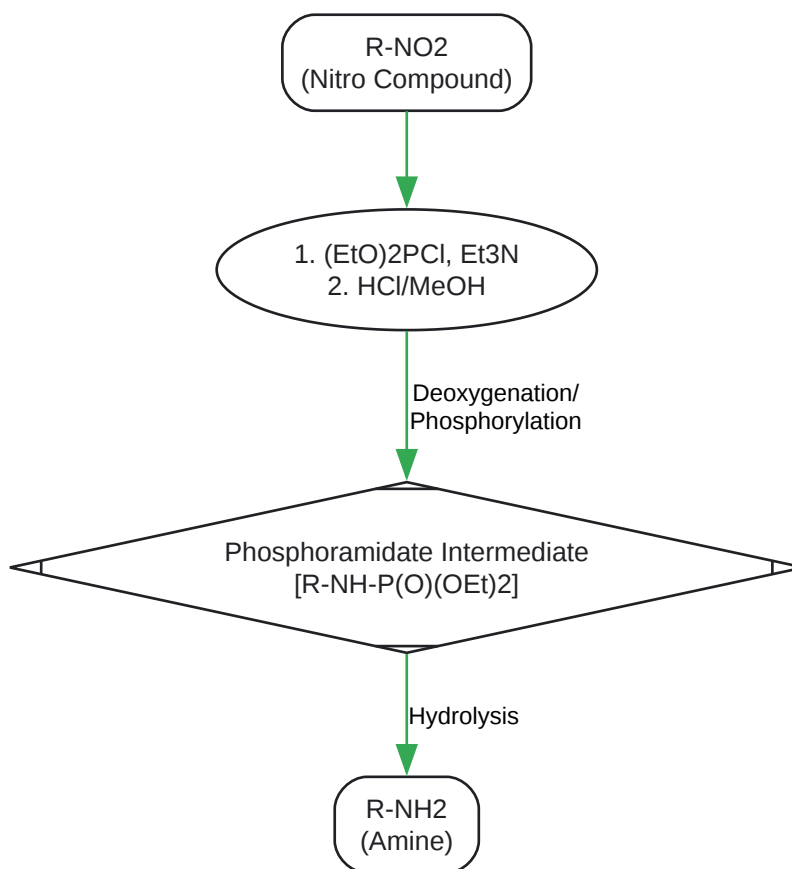 R-NO2
(Nitro Compound)
1. (EtO)2PCl, Et3N
2. HCl/MeOH
Deoxygenation/
Phosphorylation
Phosphoramidate Intermediate
[R-NH-P(O)(OEt)2]
Hydrolysis
R-NH2
(Amine)